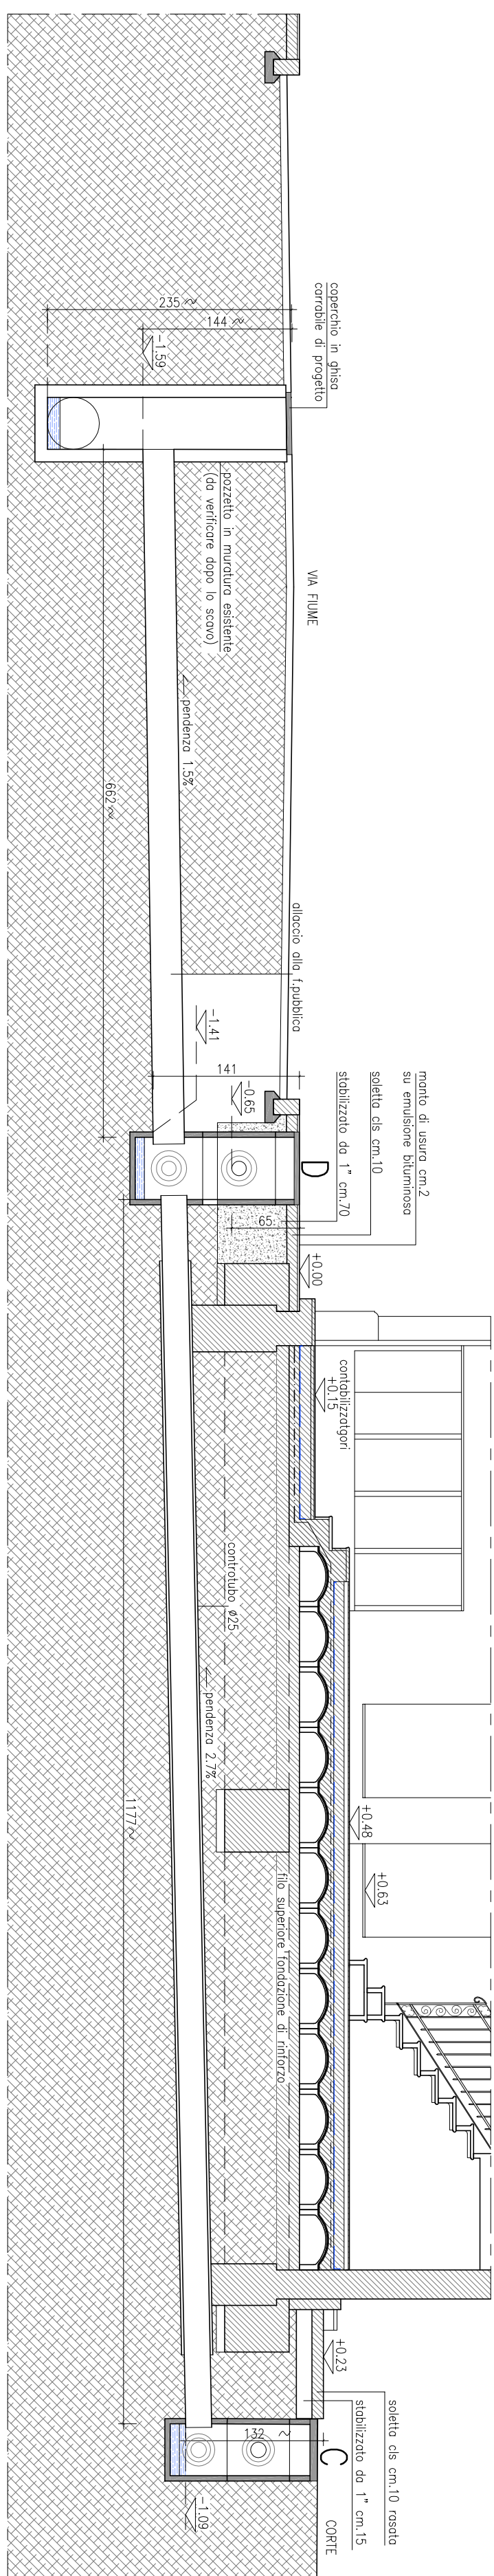 coperchio in ghisa
carrabile di progetto
235 ~
144 ~
-1.59
pozzetto in muratura esistente
(da verificare dopo lo scavo)
VIA FIUME
pendenza 1.5%
662 ~
allaccio alla f.pubblica
-1.41
141
-0.65
manto di usura cm.2
su emulsione bituminosa
soletta cls cm.10
stabilizzato da 1" cm.70
D
65
+0.00
contabilizzatgori
+0.15
controtubo ø25
pendenza 2.7%
1177 ~
+0.48
+0.63
filo superiore fondazione di rinforzo
+0.23
soletta cls cm.10 rasata
stabilizzato da 1" cm.15
C
CORTE
132 ~
-1.09